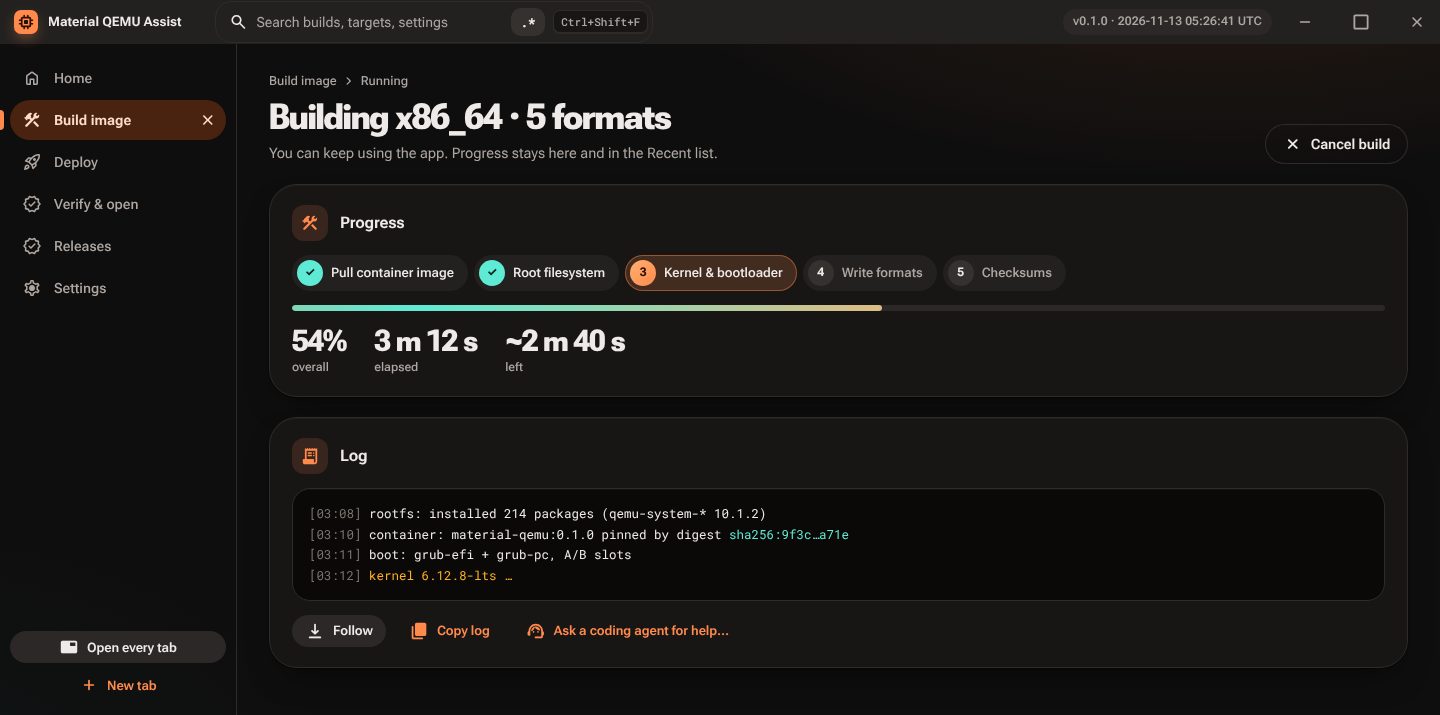 Material QEMU Assist
Search builds, targets, settings
.*
Ctrl+Shift+F
v0.1.0 · 2026-11-13 05:26:41 UTC
Home
Build image
Deploy
Verify & open
Releases
Settings
Open every tab
New tab
Build image > Running
Building x86_64 · 5 formats
You can keep using the app. Progress stays here and in the Recent list.
Cancel build
Progress
Pull container image
Root filesystem
3 Kernel & bootloader
4 Write formats
5 Checksums
54% 3 m 12 s ~2 m 40 s
overall elapsed left
Log
[03:08] rootfs: installed 214 packages (qemu-system-* 10.1.2)
[03:10] container: material-qemu:0.1.0 pinned by digest sha256:9f3c…a71e
[03:11] boot: grub-efi + grub-pc, A/B slots
[03:12] kernel 6.12.8-lts …
Follow
Copy log
Ask a coding agent for help...